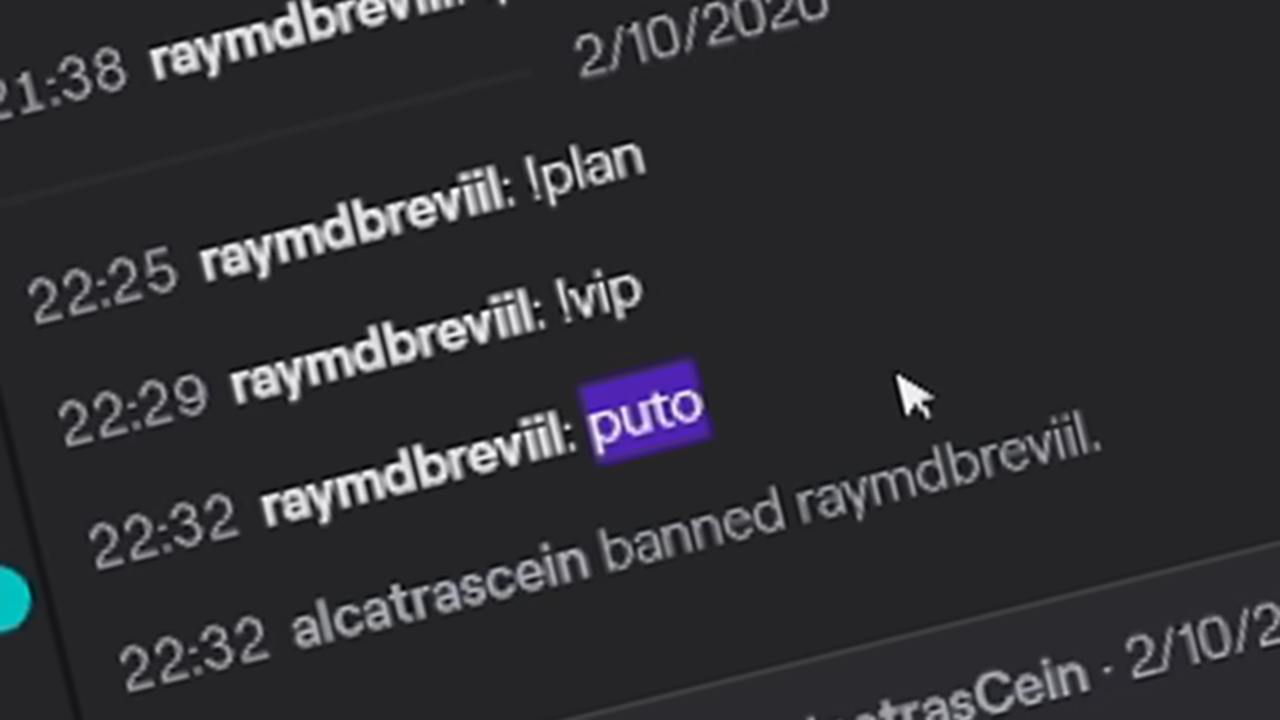 21:38 raymdbreviil:
2/10/2020
22:25 raymdbreviil: !plan
22:29 raymdbreviil: !vip
22:32 raymdbreviil: puto
22:32 alcatrascein banned raymdbreviil.
atrasCein · 2/10/2